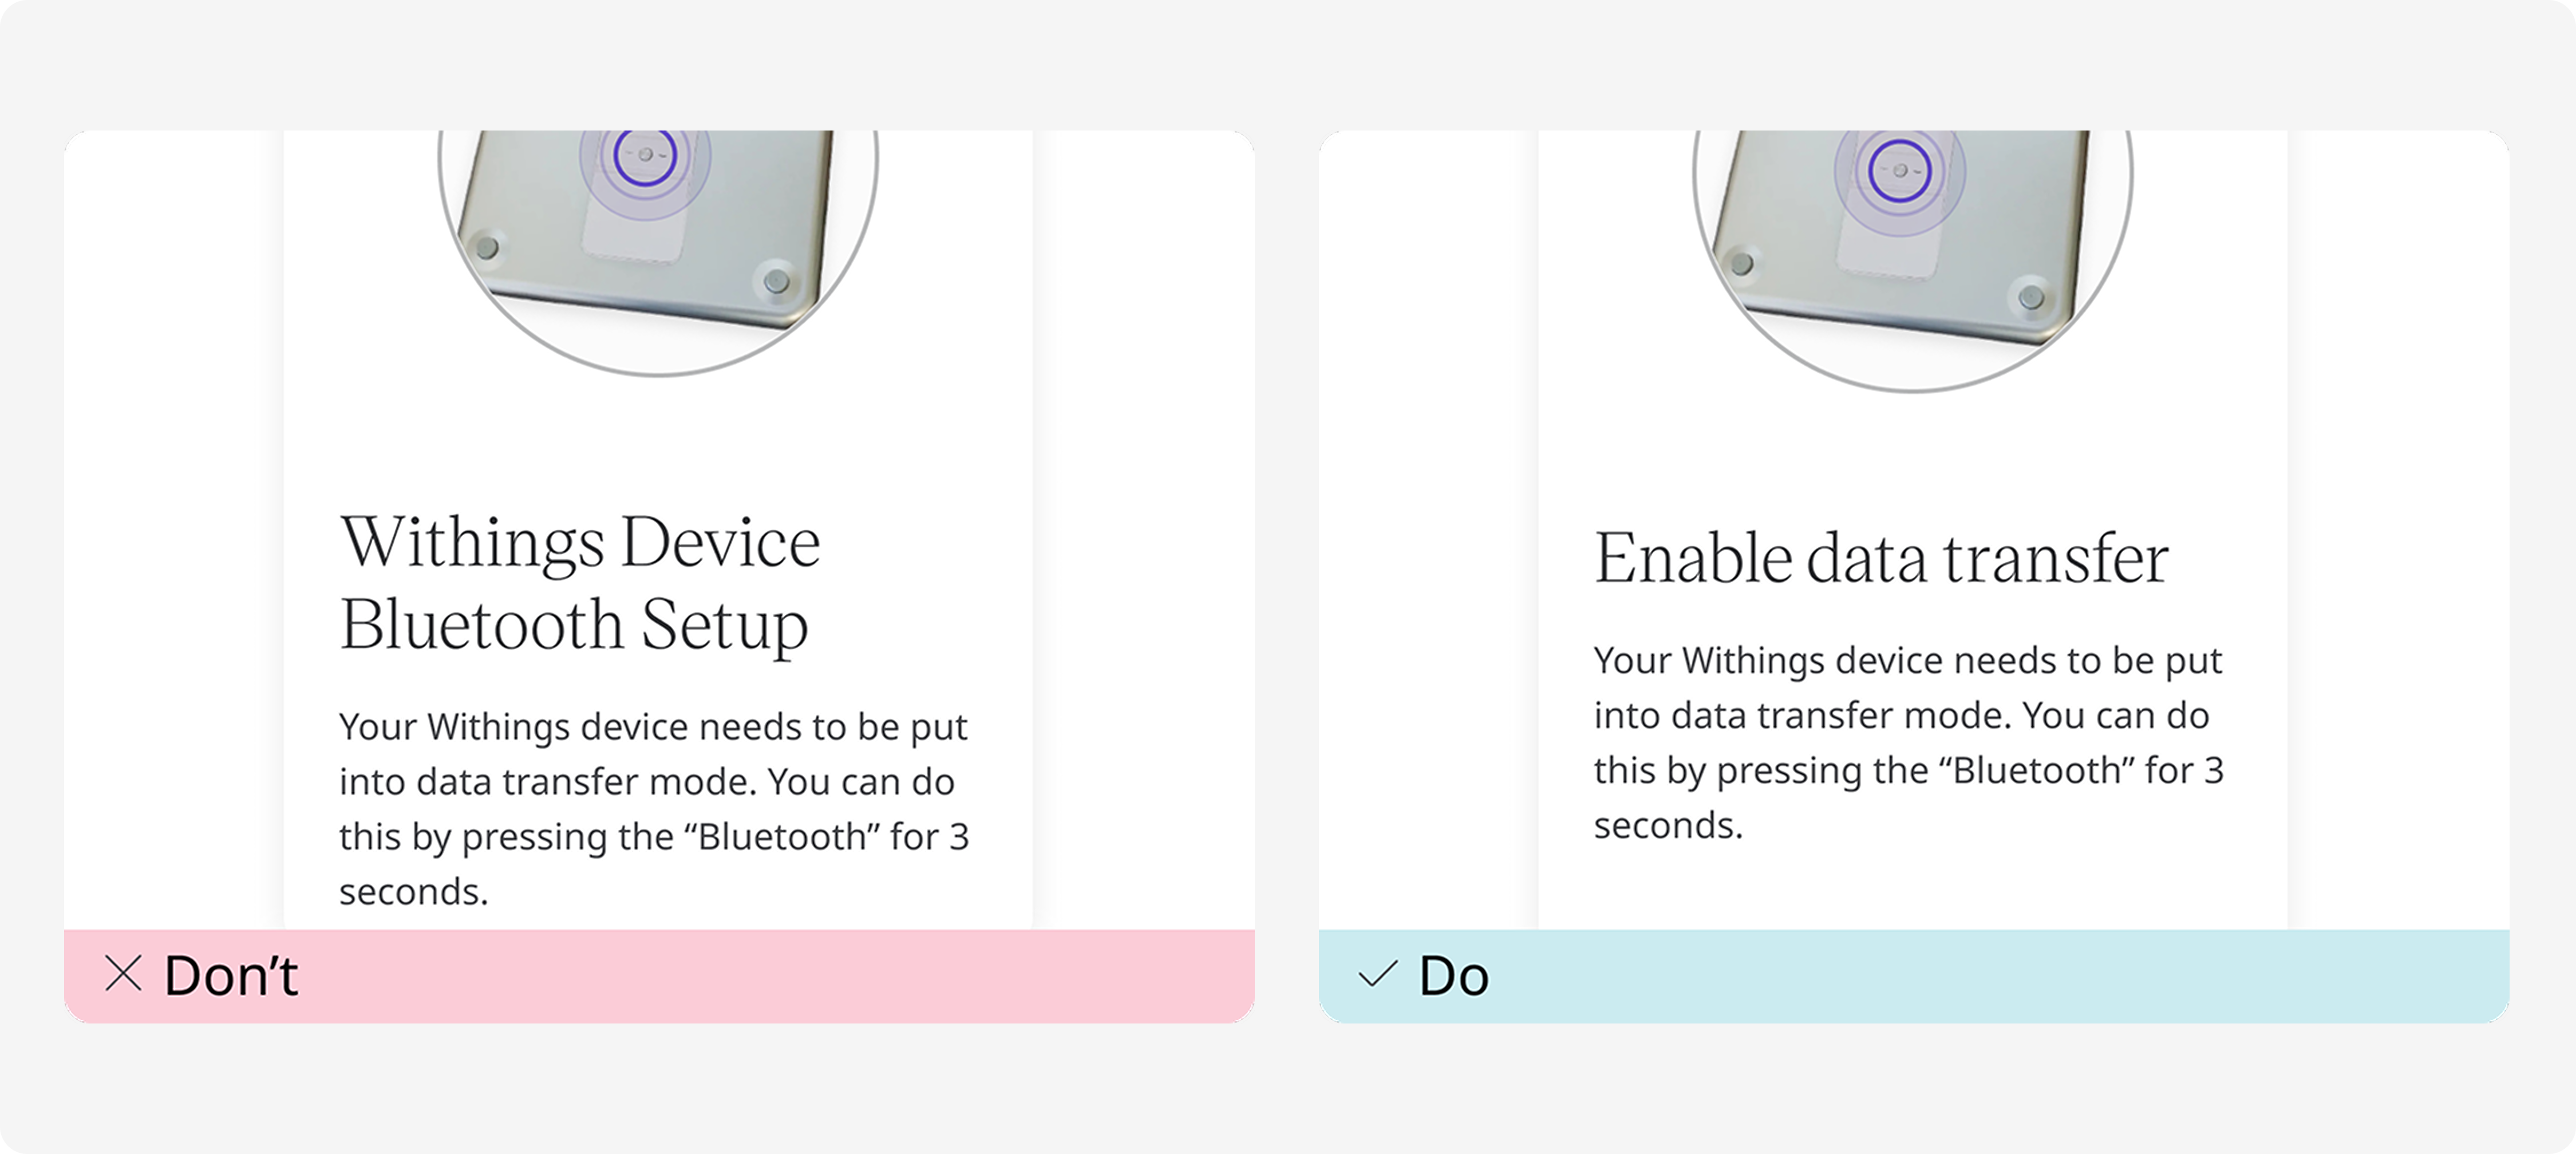 Withings Device
Bluetooth Setup
Your Withings device needs to be put
into data transfer mode. You can do
this by pressing the “Bluetooth” for 3
seconds.
Don’t
Enable data transfer
Your Withings device needs to be put
into data transfer mode. You can do
this by pressing the “Bluetooth” for 3
seconds.
Do